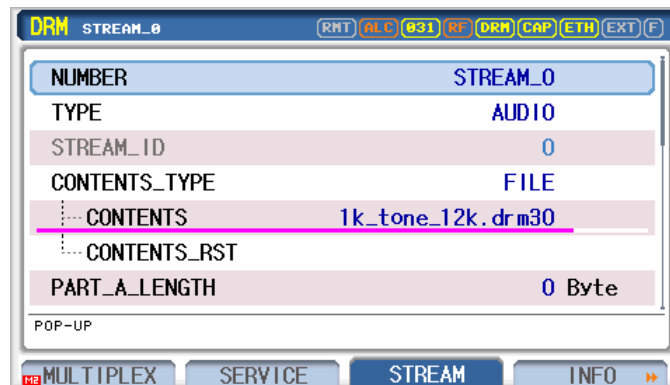 DRM STREAM_0 RMT ALC 031 RF DRM CAP ETH EXT F
NUMBER STREAM_0
TYPE AUDIO
STREAM_ID 0
CONTENTS_TYPE FILE
CONTENTS 1k_tone_12k.drm30
CONTENTS_RST
PART_A_LENGTH 0 Byte
POP-UP
M2 MULTIPLEX SERVICE STREAM INFO